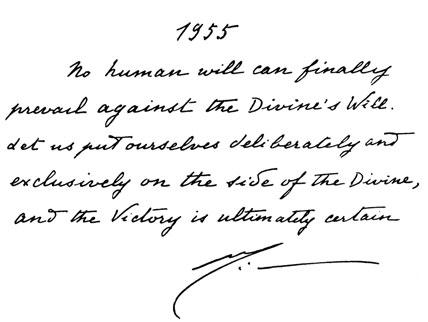 1955
No human will can finally
prevail against the Divine's Will.
Let us put ourselves deliberately and
exclusively on the side of the Divine,
and the Victory is ultimately certain